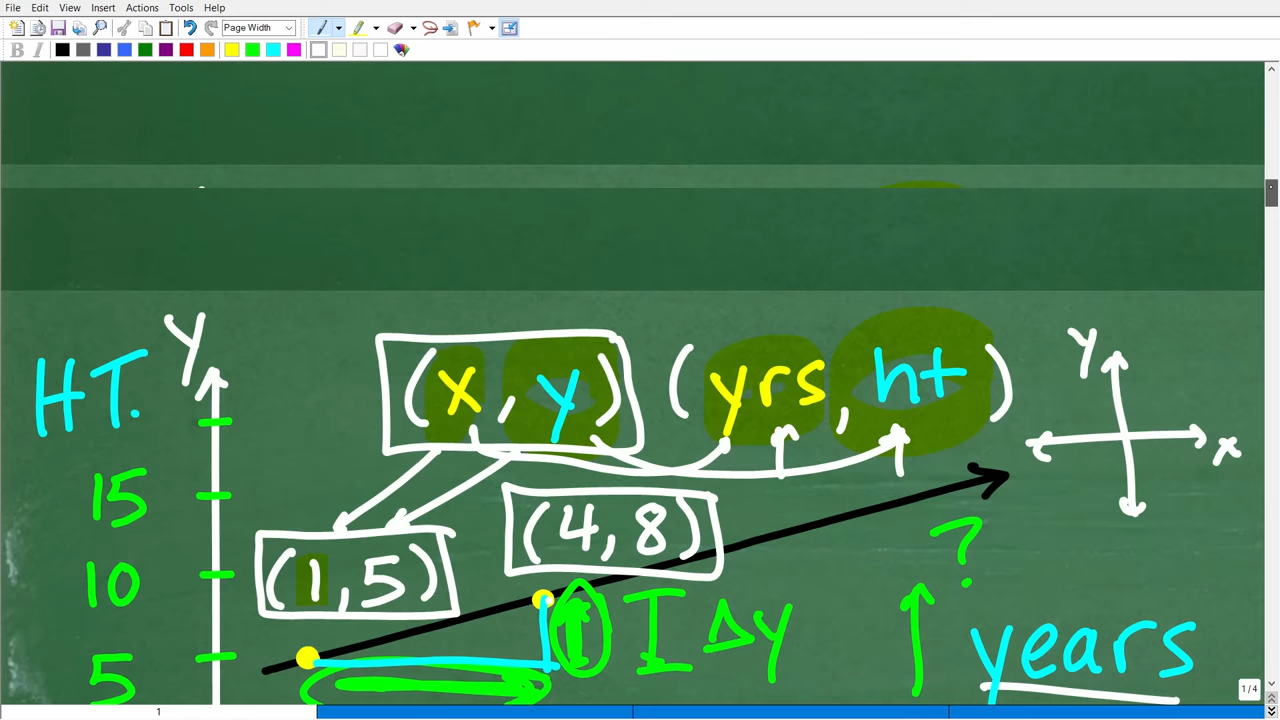 File Edit View Insert Actions Tools Help
Page Width
B I
Y
HT.
(x, y) (yrs, ht)
Y
x
15
(4,8)
10
(1,5)
?
I Δy
years
5
1/4
1